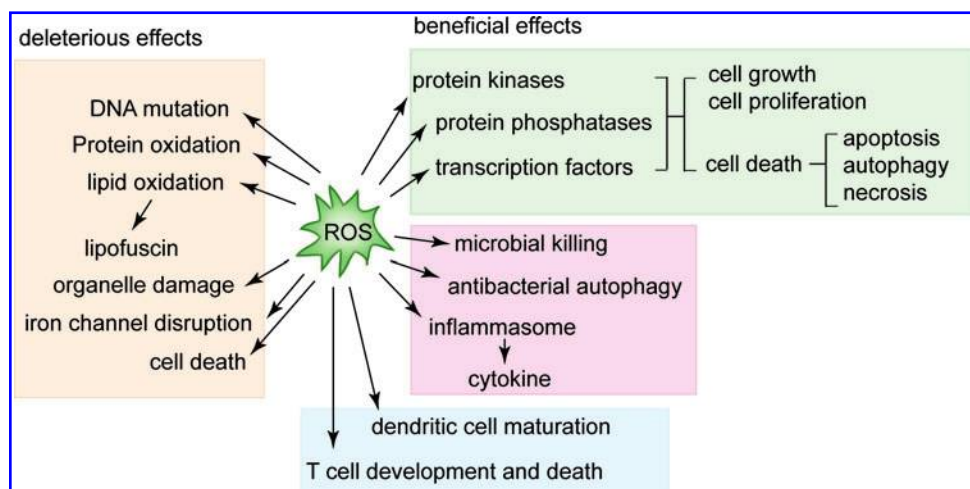 deleterious effects
DNA mutation
Protein oxidation
lipid oxidation
lipofuscin
organelle damage
iron channel disruption
cell death
ROS
beneficial effects
protein kinases
protein phosphatases
transcription factors
cell growth
cell proliferation
cell death
apoptosis
autophagy
necrosis
microbial killing
antibacterial autophagy
inflammasome
cytokine
dendritic cell maturation
T cell development and death